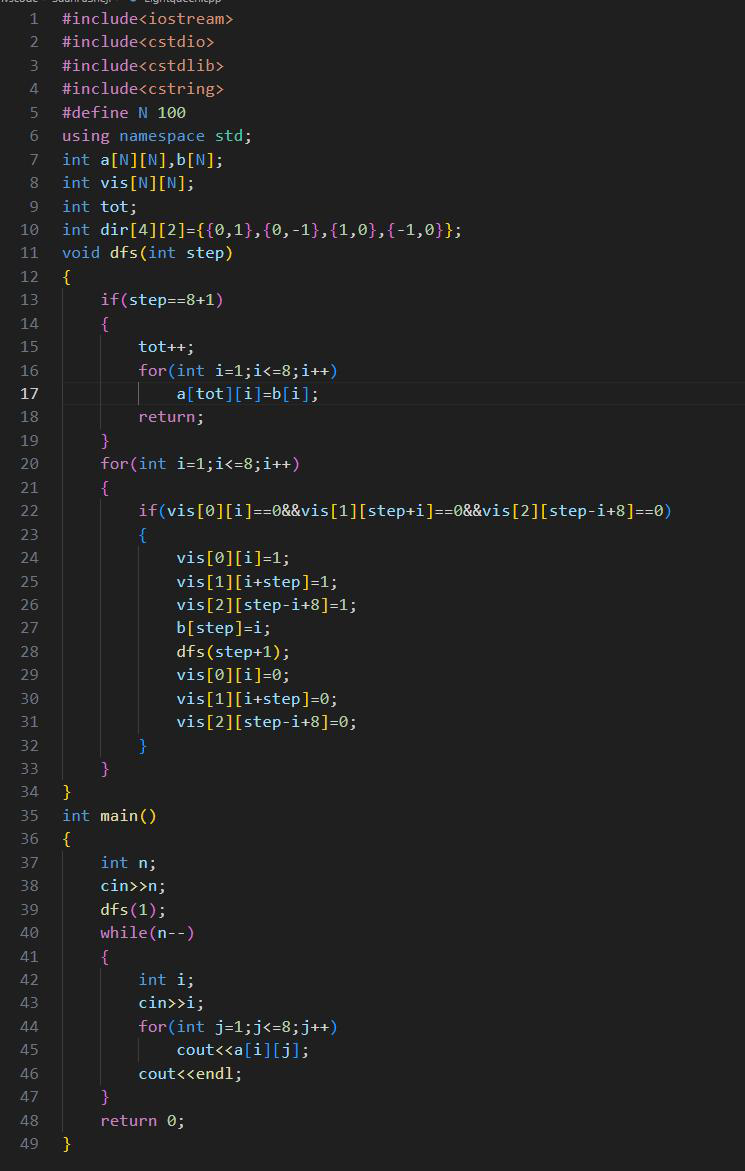 1 #include<iostream>
2 #include<cstdio>
3 #include<cstdlib>
4 #include<cstring>
5 #define N 100
6 using namespace std;
7 int a[N][N],b[N];
8 int vis[N][N];
9 int tot;
10 int dir[4][2]={{0,1},{0,-1},{1,0},{-1,0}};
11 void dfs(int step)
12 {
13     if(step==8+1)
14     {
15         tot++;
16         for(int i=1;i<=8;i++)
17             a[tot][i]=b[i];
18         return;
19     }
20     for(int i=1;i<=8;i++)
21     {
22         if(vis[0][i]==0&&vis[1][step+i]==0&&vis[2][step-i+8]==0)
23         {
24             vis[0][i]=1;
25             vis[1][i+step]=1;
26             vis[2][step-i+8]=1;
27             b[step]=i;
28             dfs(step+1);
29             vis[0][i]=0;
30             vis[1][i+step]=0;
31             vis[2][step-i+8]=0;
32         }
33     }
34 }
35 int main()
36 {
37     int n;
38     cin>>n;
39     dfs(1);
40     while(n--)
41     {
42         int i;
43         cin>>i;
44         for(int j=1;j<=8;j++)
45             cout<<a[i][j];
46         cout<<endl;
47     }
48     return 0;
49 }